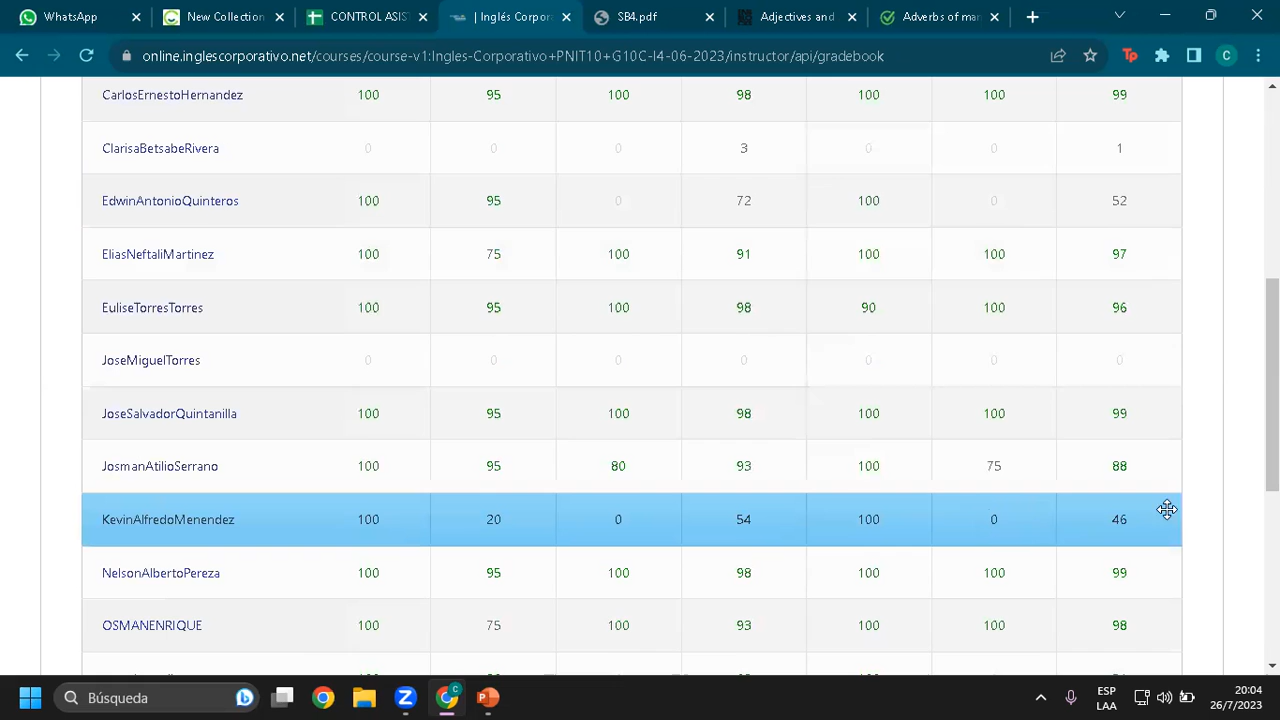 WhatsApp New Collection CONTROL ASIS | Inglés Corpor SB4.pdf Adjectives and Adverbs of mar
online.inglescorporativo.net/courses/course-v1:Ingles-Corporativo+PNIT10+G10C-I4-06-2023/instructor/api/gradebook Tp C
CarlosErnestoHernandez 100 95 100 98 100 100 99
ClarisaBetsabeRivera 0 0 0 3 0 0 1
EdwinAntonioQuinteros 100 95 0 72 100 0 52
EliasNeftaliMartinez 100 75 100 91 100 100 97
EuliseTorresTorres 100 95 100 98 90 100 96
JoseMiguelTorres 0 0 0 0 0 0 0
JoseSalvadorQuintanilla 100 95 100 98 100 100 99
JosmanAtilioSerrano 100 95 80 93 100 75 88
KevinAlfredoMenendez 100 20 0 54 100 0 46
NelsonAlbertoPereza 100 95 100 98 100 100 99
OSMANENRIQUE 100 75 100 93 100 100 98
Búsqueda ESP 20:04
LAA 26/7/2023